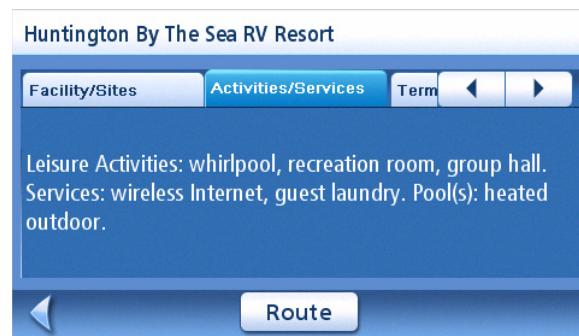 Huntington By The Sea RV Resort
Facility/Sites Activities/Services Term
Leisure Activities: whirlpool, recreation room, group hall.
Services: wireless Internet, guest laundry. Pool(s): heated
outdoor.
Route